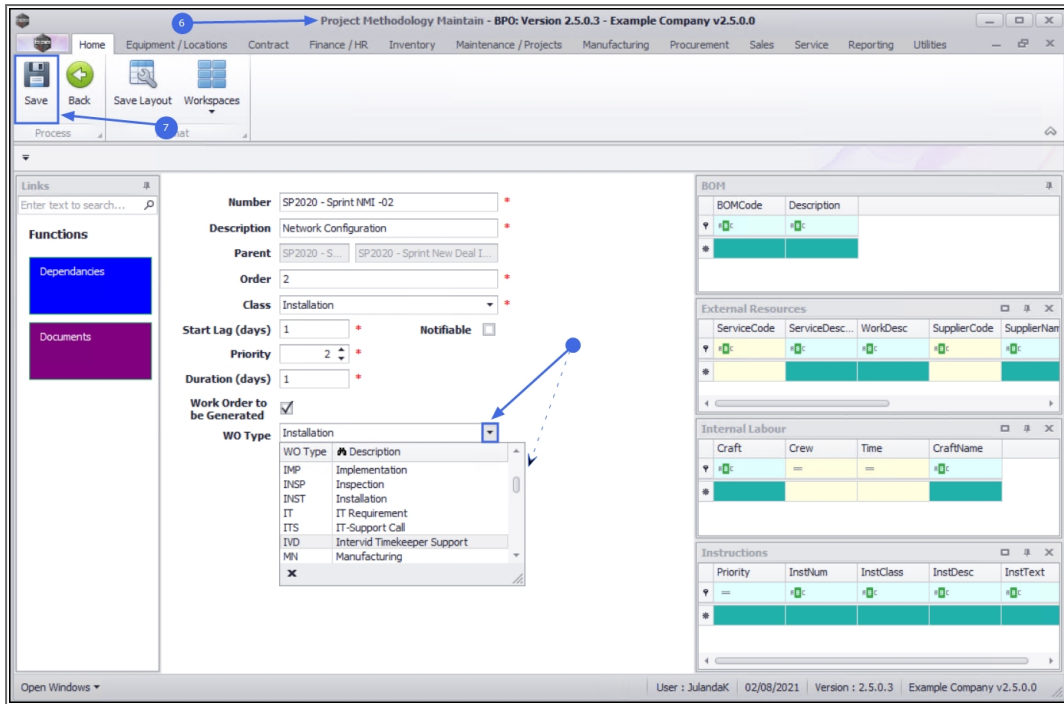 6
Project Methodology Maintain - BPO: Version 2.5.0.3 - Example Company v2.5.0.0
Home Equipment / Locations Contract Finance / HR Inventory Maintenance / Projects Manufacturing Procurement Sales Service Reporting Utilities
Save Back Save Layout Workspaces
7
Process mat
Links
Enter text to search...
Functions
Dependancies
Documents
Number SP2020 - Sprint NMI -02 *
Description Network Configuration *
Parent SP2020 - S... SP2020 - Sprint New Deal I...
Order 2 *
Class Installation *
Start Lag (days) 1 * Notifiable
Priority 2 *
Duration (days) 1 *
Work Order to
be Generated
WO Type Installation
WO Type Description
IMP Implementation
INSP Inspection
INST Installation
IT IT Requirement
ITS IT-Support Call
IVD Intervid Timekeeper Support
MN Manufacturing
BOM
BOMCode Description
External Resources
ServiceCode ServiceDesc... WorkDesc SupplierCode SupplierNam
Internal Labour
Craft Crew Time CraftName
= =
Instructions
Priority InstNum InstClass InstDesc InstText
=
Open Windows User : JulandaK 02/08/2021 Version : 2.5.0.3 Example Company v2.5.0.0